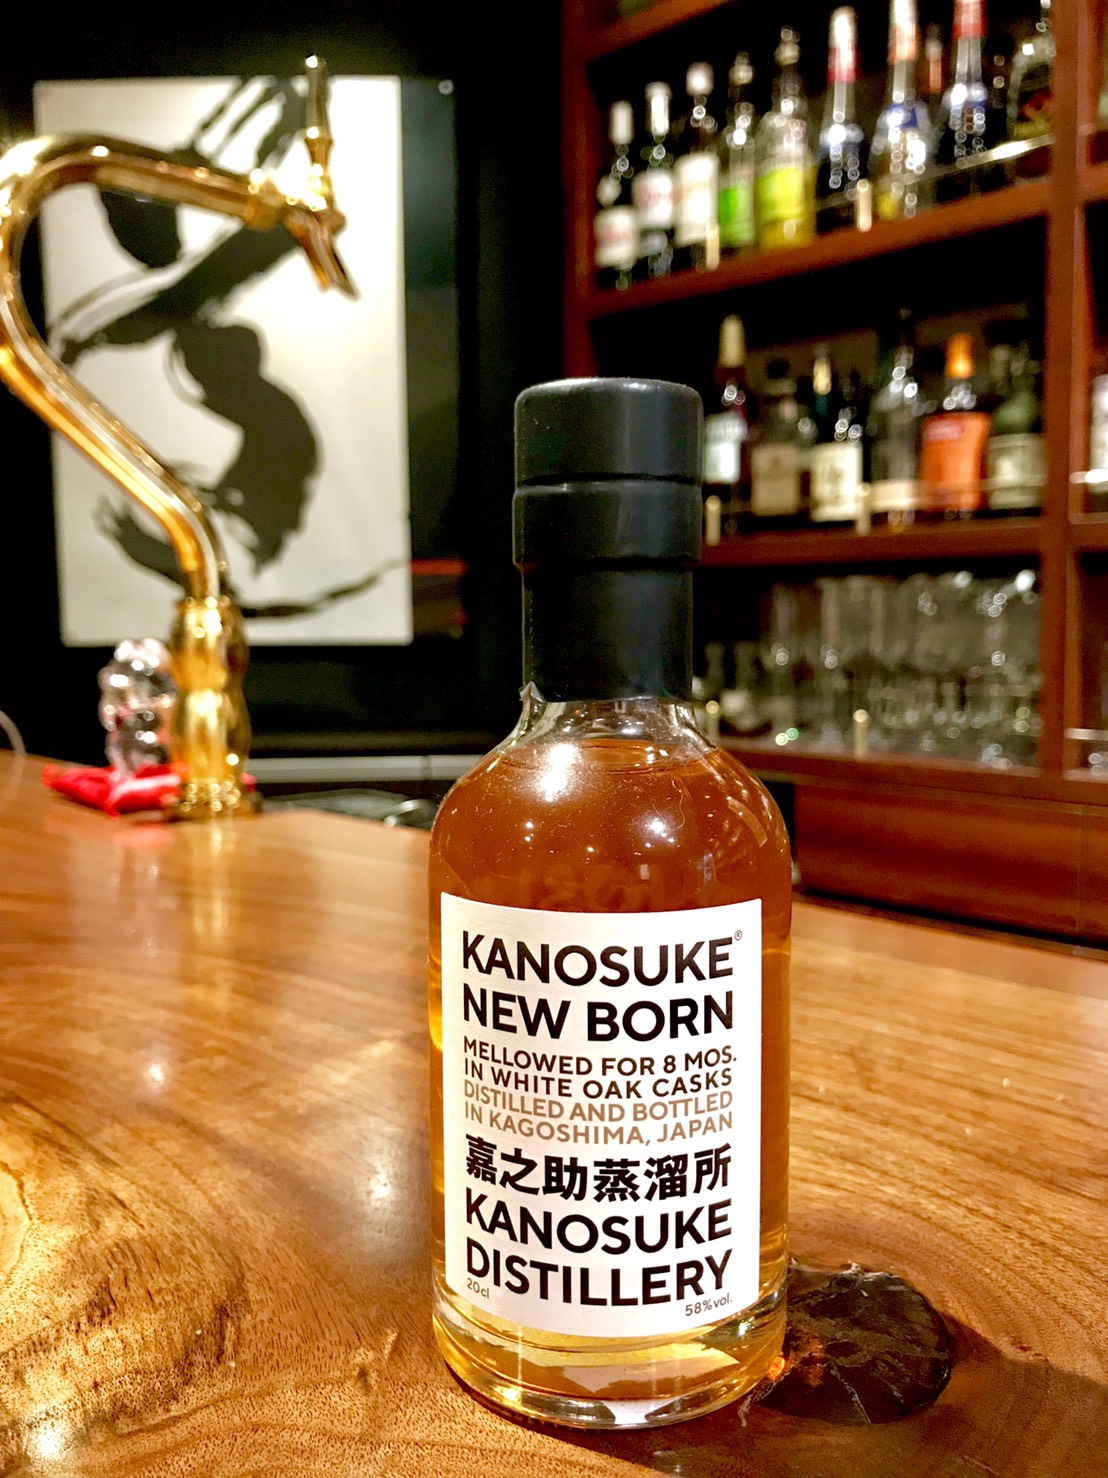 KANOSUKE®
NEW BORN
MELLOWED FOR 8 MOS.
IN WHITE OAK CASKS
DISTILLED AND BOTTLED
IN KAGOSHIMA, JAPAN
嘉之助蒸溜所
KANOSUKE
DISTILLERY
20cl
58%vol.